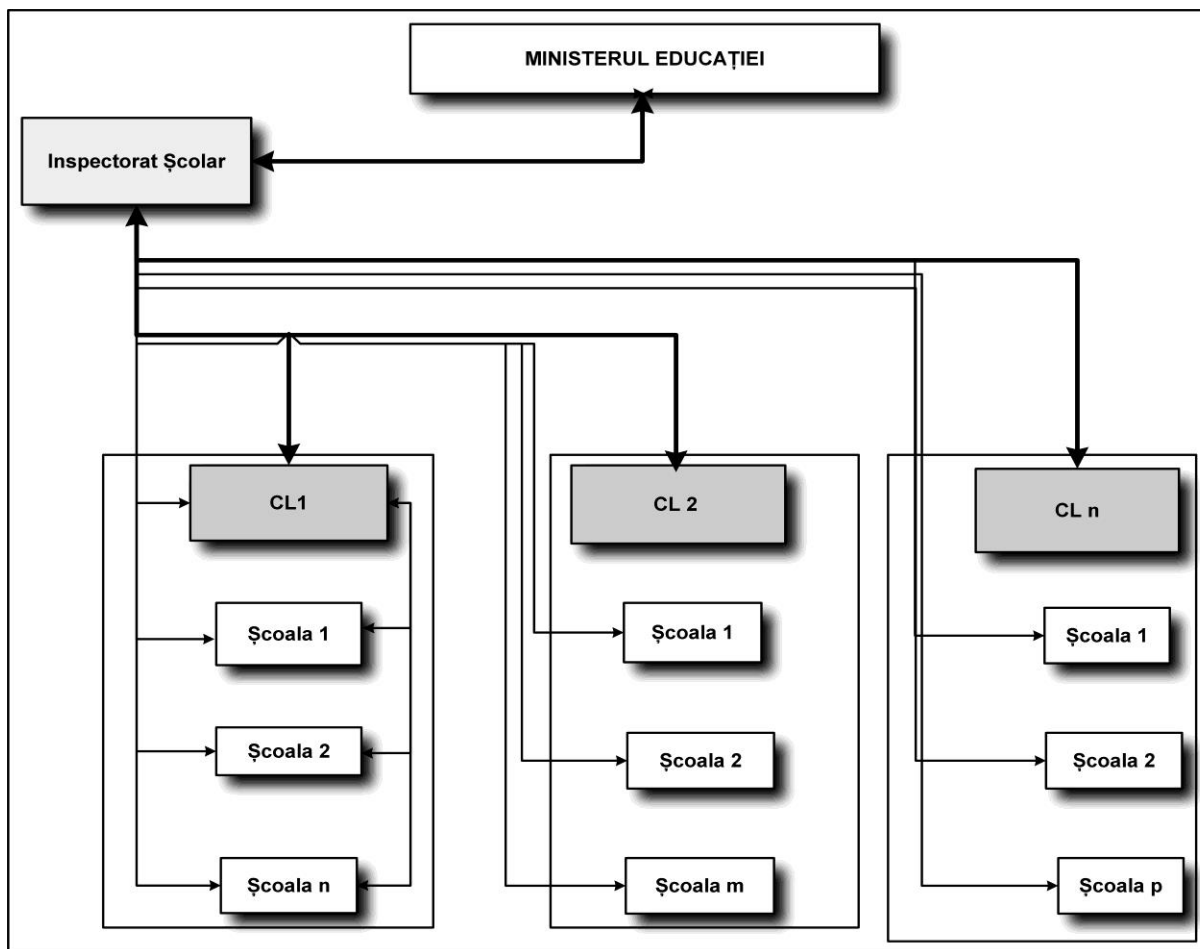 MINISTERUL EDUCAȚIEI
Inspectorat Școlar
CL1
Școala 1
Școala 2
Școala n
CL 2
Școala 1
Școala 2
Școala m
CL n
Școala 1
Școala 2
Școala p